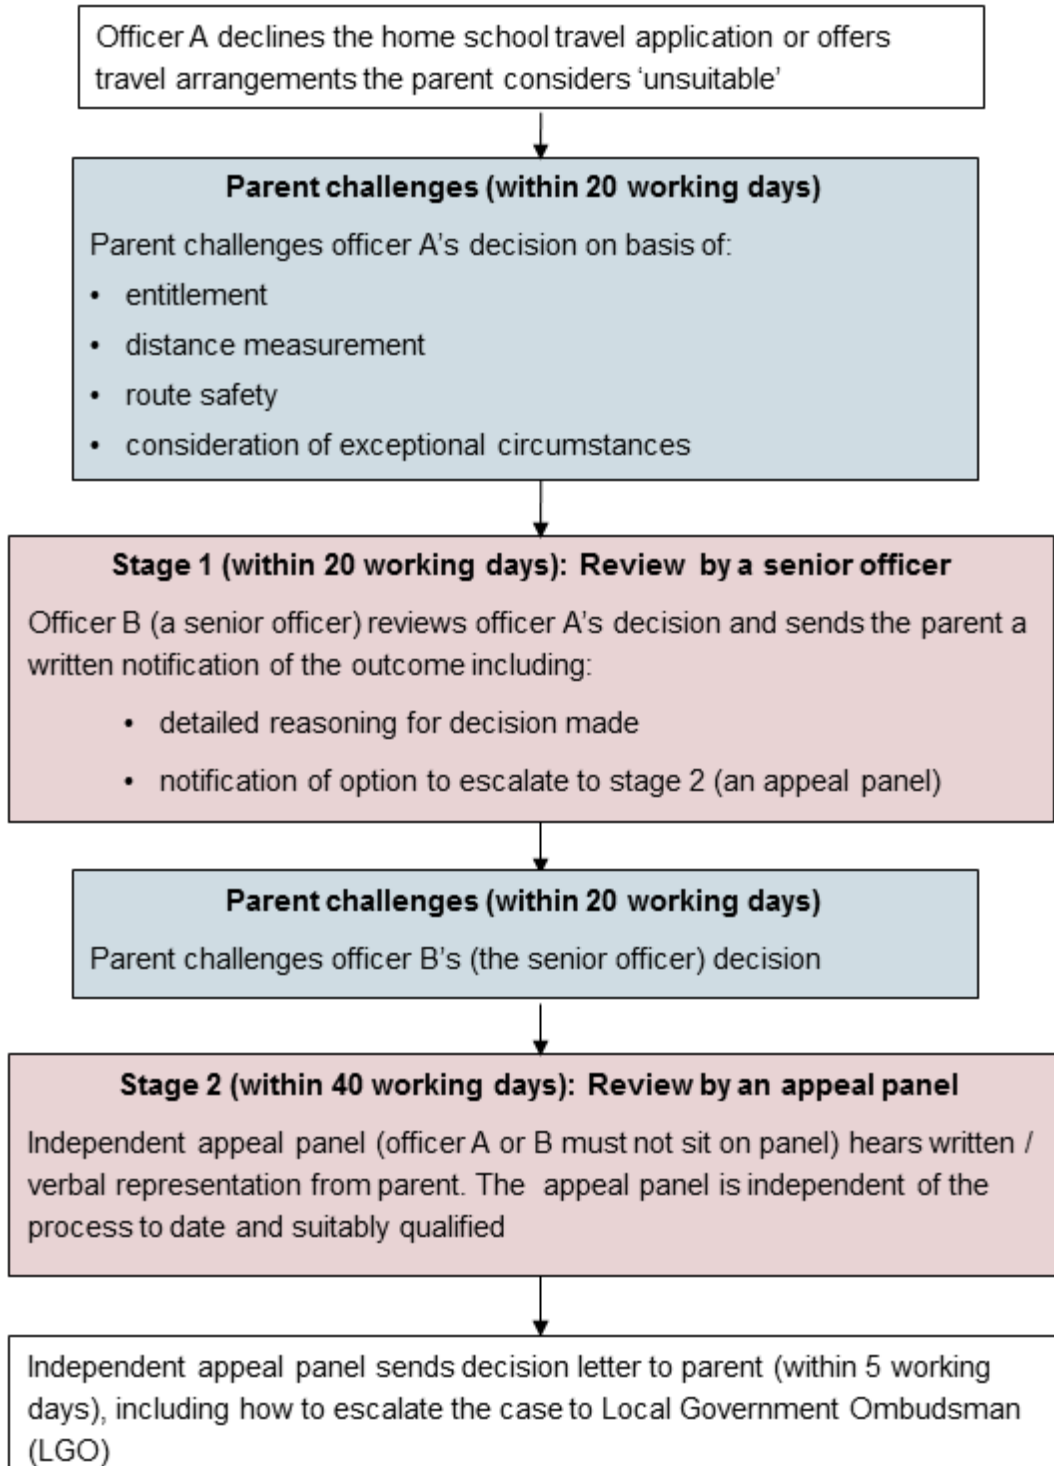 Officer A declines the home school travel application or offers
travel arrangements the parent considers ‘unsuitable’
Parent challenges (within 20 working days)
Parent challenges officer A’s decision on basis of:
• entitlement
• distance measurement
• route safety
• consideration of exceptional circumstances
Stage 1 (within 20 working days): Review by a senior officer
Officer B (a senior officer) reviews officer A’s decision and sends the parent a
written notification of the outcome including:
• detailed reasoning for decision made
• notification of option to escalate to stage 2 (an appeal panel)
Parent challenges (within 20 working days)
Parent challenges officer B’s (the senior officer) decision
Stage 2 (within 40 working days): Review by an appeal panel
Independent appeal panel (officer A or B must not sit on panel) hears written /
verbal representation from parent. The appeal panel is independent of the
process to date and suitably qualified
Independent appeal panel sends decision letter to parent (within 5 working
days), including how to escalate the case to Local Government Ombudsman
(LGO)